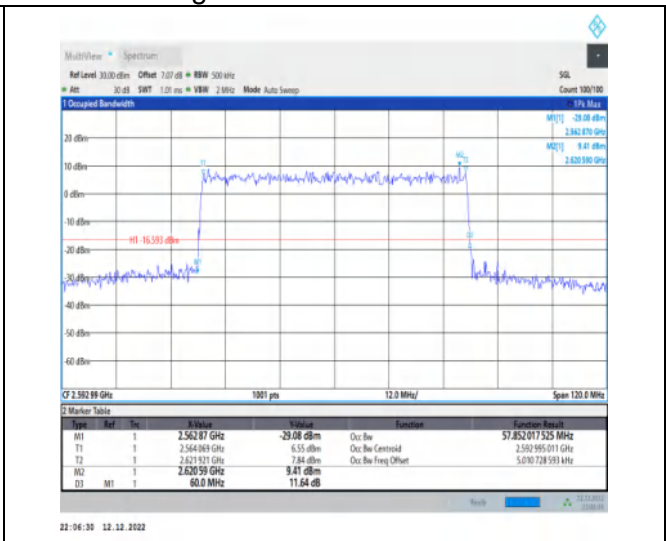 MultiView Spectrum
Ref Level 30.00 dBm Offset 7.07 dB RBW 500 kHz SGL
Att 30 dB SWT 1.01 ms VBW 2 MHz Mode Auto Sweep Count 100/100
1 Occupied Bandwidth 1Pk Max
M1[1] -29.08 dBm
2.562 870 GHz
M2[1] 9.41 dBm
2.620 590 GHz
20 dBm
10 dBm
0 dBm
-10 dBm
H1 -16.593 dBm
-20 dBm
-30 dBm
-40 dBm
-50 dBm
-60 dBm
T1
M2
T2
D3
M1
CF 2.592 99 GHz 1001 pts 12.0 MHz/ Span 120.0 MHz
2 Marker Table
Type Ref Trc X-Value Y-Value Function Function Result
M1 1 2.562 87 GHz -29.08 dBm Occ Bw 57.852 017 525 MHz
T1 1 2.564 069 GHz 6.55 dBm Occ Bw Centroid 2.592 995 011 GHz
T2 1 2.621 921 GHz 7.84 dBm Occ Bw Freq Offset 5.010 728 593 kHz
M2 1 2.620 59 GHz 9.41 dBm
D3 M1 1 60.0 MHz 11.64 dB
Ready
22:06:30 12.12.2022